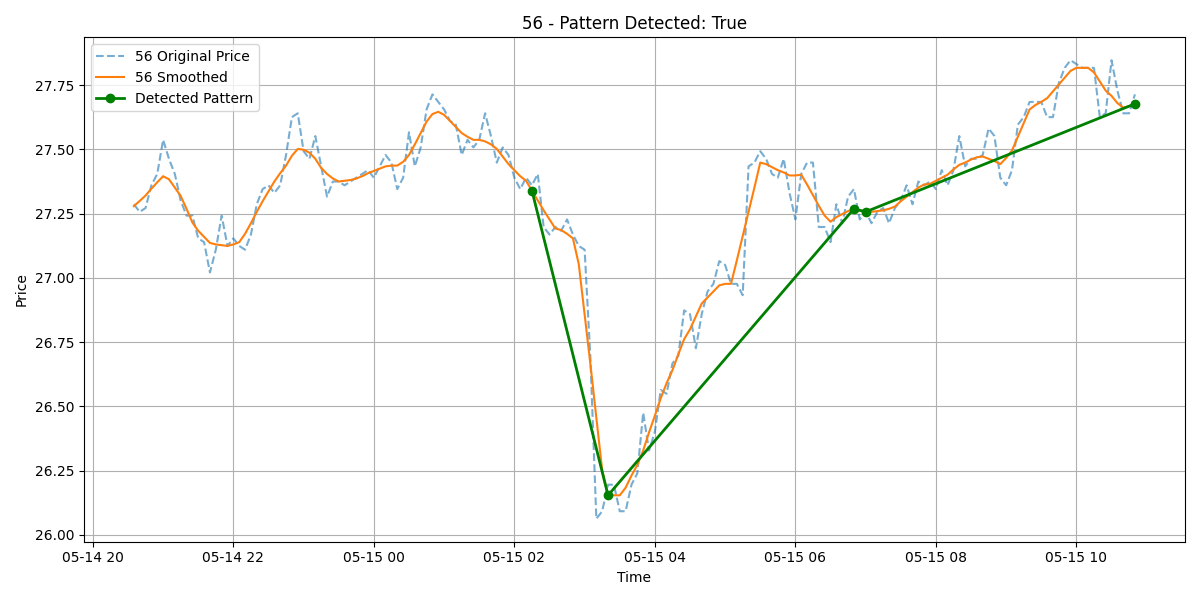 56 - Pattern Detected: True
56 Original Price
56 Smoothed
Detected Pattern
Price
27.75
27.50
27.25
27.00
26.75
26.50
26.25
26.00
05-14 20
05-14 22
05-15 00
05-15 02
05-15 04
05-15 06
05-15 08
05-15 10
Time